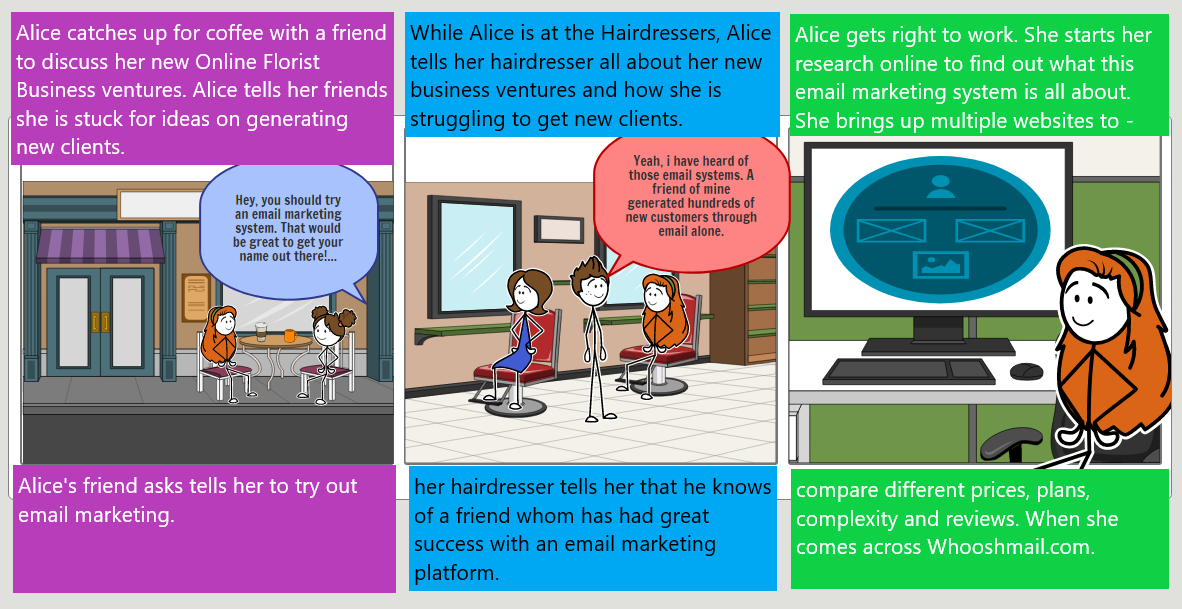 Alice catches up for coffee with a friend
to discuss her new Online Florist
Business ventures. Alice tells her friends
she is stuck for ideas on generating
new clients.
Hey, you should try
an email marketing
system. That would
be great to get your
name out there!...
Alice's friend asks tells her to try out
email marketing.
While Alice is at the Hairdressers, Alice
tells her hairdresser all about her new
business ventures and how she is
struggling to get new clients.
Yeah, i have heard of
those email systems. A
friend of mine
generated hundreds of
new customers through
email alone.
her hairdresser tells her that he knows
of a friend whom has had great
success with an email marketing
platform.
Alice gets right to work. She starts her
research online to find out what this
email marketing system is all about.
She brings up multiple websites to -
compare different prices, plans,
complexity and reviews. When she
comes across Whooshmail.com.